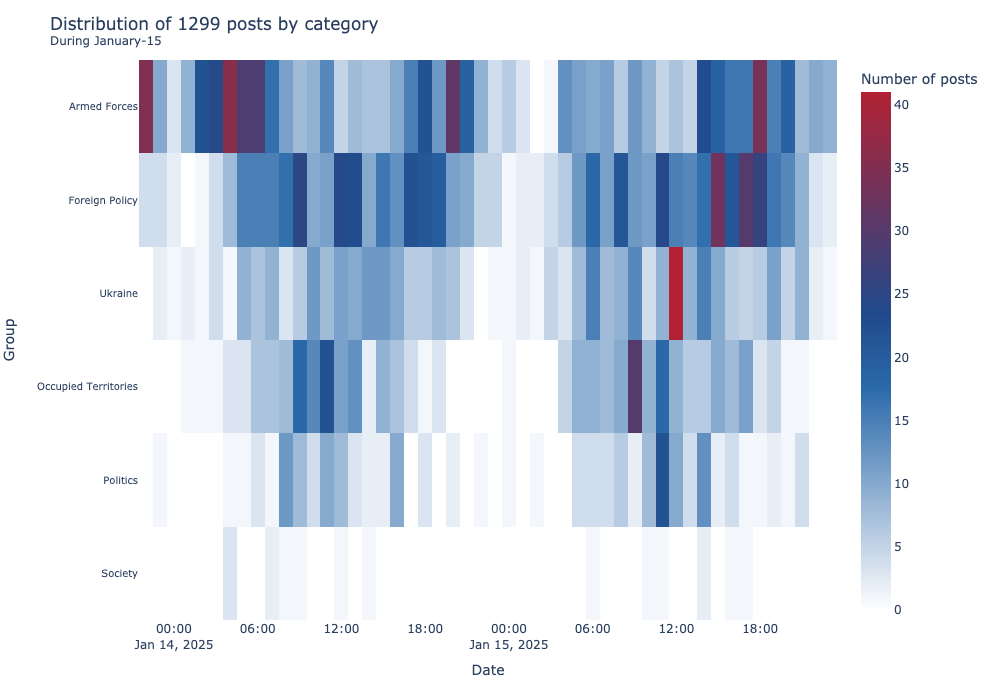 Distribution of 1299 posts by category
During January-15
Number of posts
Group
Armed Forces
Foreign Policy
Ukraine
Occupied Territories
Politics
Society
40
35
30
25
20
15
10
5
0
00:00 06:00 12:00 18:00 00:00 06:00 12:00 18:00
Jan 14, 2025 Jan 15, 2025
Date